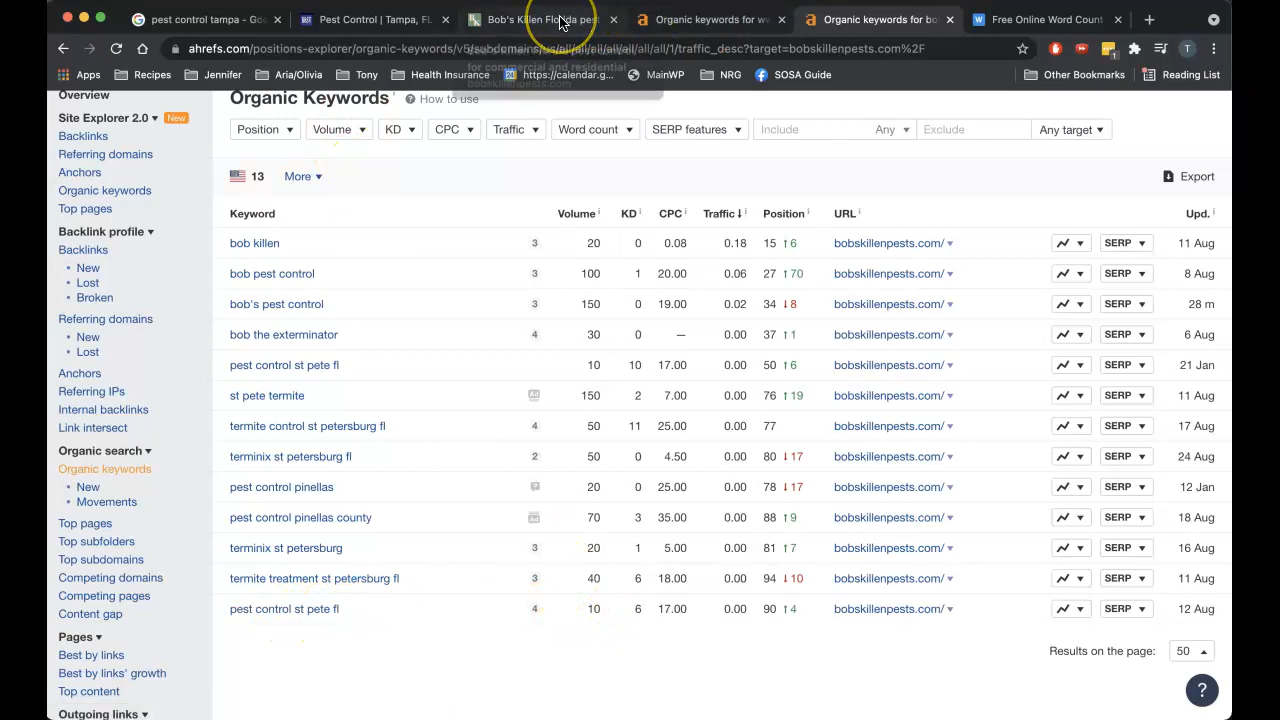 pest control tampa - Goo
Pest Control | Tampa, FL
Bob's Killen Florida pest
Organic keywords for w
Organic keywords for bo
Free Online Word Count
ahrefs.com/positions-explorer/organic-keywords/v5/subdomains/us/all/all/all/all/all/all/1/traffic_desc?target=bobskillenpests.com%2F
for commercial and residential
bobskillenpests.com
Apps
Recipes
Aria/Olivia
Tony
Health Insurance
https://calendar.g...
MainWP
NRG
SOSA Guide
Other Bookmarks
Reading List
Overview
Site Explorer 2.0 New
Backlinks
Referring domains
Anchors
Organic keywords
Top pages
Backlink profile
Backlinks
• New
• Lost
• Broken
Referring domains
• New
• Lost
Anchors
Referring IPs
Internal backlinks
Link intersect
Organic search
Organic keywords
• New
• Movements
Top pages
Top subfolders
Top subdomains
Competing domains
Competing pages
Content gap
Pages
Best by links
Best by links' growth
Top content
Outgoing links
Organic Keywords i ? How to use
Position Volume KD CPC Traffic Word count SERP features Include Any Exclude Any target
13 More Export
Keyword Volume KD CPC Traffic Position URL Upd.
bob killen 3 20 0 0.08 0.18 15 ↑6 bobskillenpests.com/ SERP 11 Aug
bob pest control 3 100 1 20.00 0.06 27 ↑70 bobskillenpests.com/ SERP 8 Aug
bob's pest control 3 150 0 19.00 0.02 34 ↓8 bobskillenpests.com/ SERP 28 m
bob the exterminator 4 30 0 — 0.00 37 ↑1 bobskillenpests.com/ SERP 6 Aug
pest control st pete fl 10 10 17.00 0.00 50 ↑6 bobskillenpests.com/ SERP 21 Jan
st pete termite Ad 150 2 7.00 0.00 76 ↑19 bobskillenpests.com/ SERP 11 Aug
termite control st petersburg fl 4 50 11 25.00 0.00 77 bobskillenpests.com/ SERP 17 Aug
terminix st petersburg fl 2 50 0 4.50 0.00 80 ↓17 bobskillenpests.com/ SERP 24 Aug
pest control pinellas ? 20 0 25.00 0.00 78 ↓17 bobskillenpests.com/ SERP 12 Jan
pest control pinellas county Ad 70 3 35.00 0.00 88 ↑9 bobskillenpests.com/ SERP 18 Aug
terminix st petersburg 3 20 1 5.00 0.00 81 ↑7 bobskillenpests.com/ SERP 16 Aug
termite treatment st petersburg fl 3 40 6 18.00 0.00 94 ↓10 bobskillenpests.com/ SERP 11 Aug
pest control st pete fl 4 10 6 17.00 0.00 90 ↑4 bobskillenpests.com/ SERP 12 Aug
Results on the page: 50
?